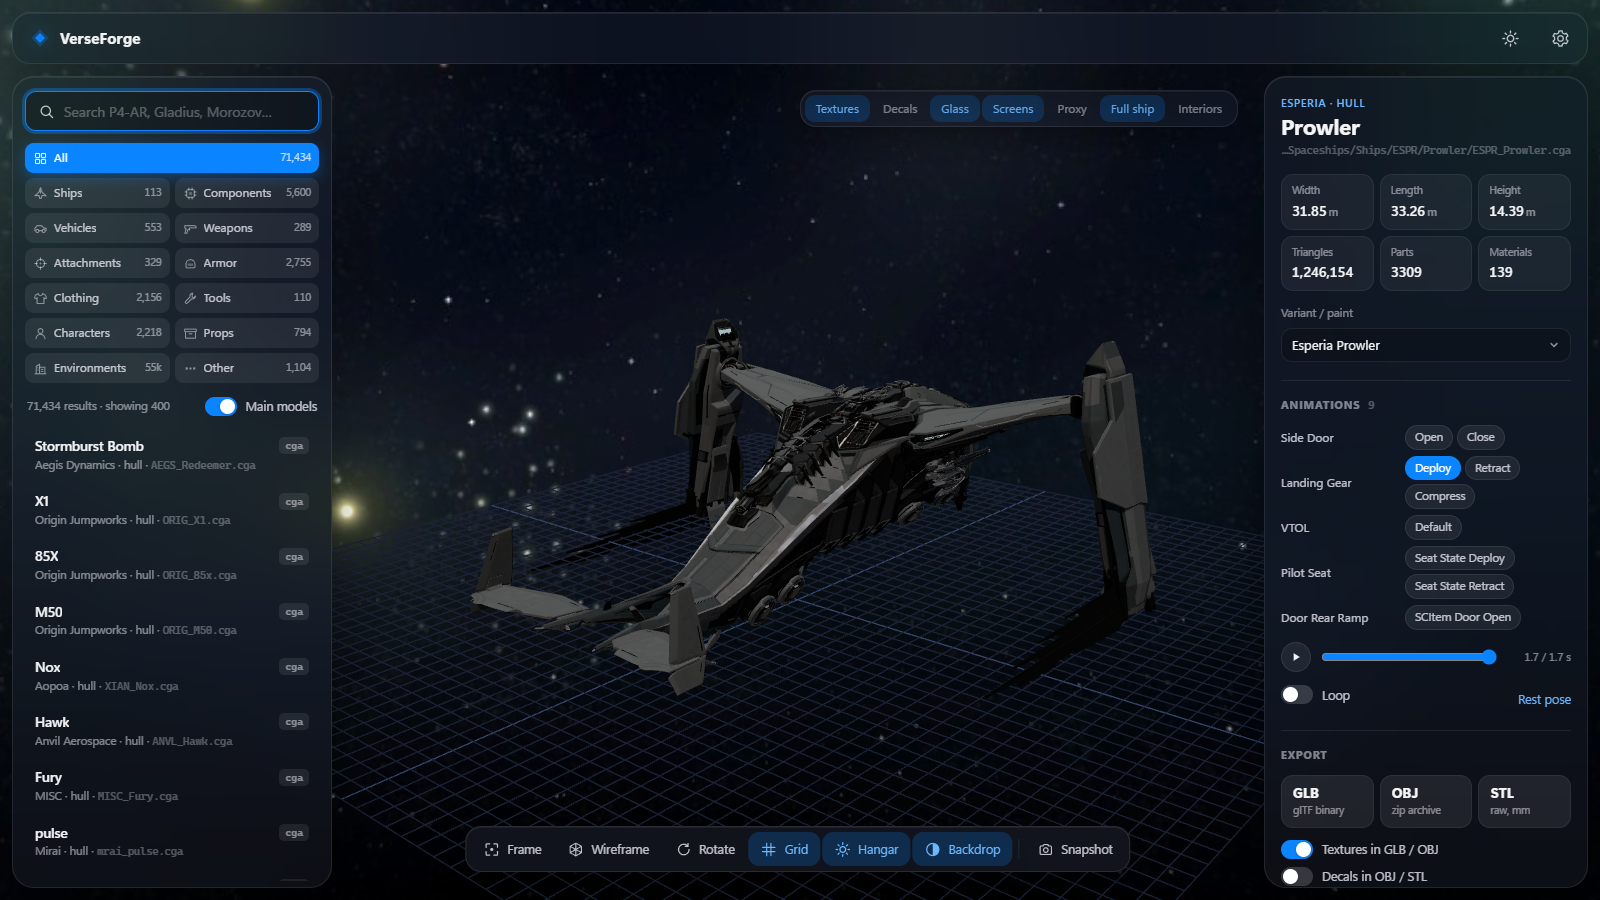 VerseForge
Search P4-AR, Gladius, Morozov...
All 71,434
Ships 113
Components 5,600
Vehicles 553
Weapons 289
Attachments 329
Armor 2,755
Clothing 2,156
Tools 110
Characters 2,218
Props 794
Environments 55k
Other 1,104
71,434 results · showing 400
Main models
Stormburst Bomb cga
Aegis Dynamics · hull · AEGS_Redeemer.cga
X1 cga
Origin Jumpworks · hull · ORIG_X1.cga
85X cga
Origin Jumpworks · hull · ORIG_85x.cga
M50 cga
Origin Jumpworks · hull · ORIG_M50.cga
Nox cga
Aopoa · hull · XIAN_Nox.cga
Hawk cga
Anvil Aerospace · hull · ANVL_Hawk.cga
Fury cga
MISC · hull · MISC_Fury.cga
pulse cga
Mirai · hull · mrai_pulse.cga
Textures Decals Glass Screens Proxy Full ship Interiors
Frame Wireframe Rotate Grid Hangar Backdrop Snapshot
ESPERIA · HULL
Prowler
…Spaceships/Ships/ESPR/Prowler/ESPR_Prowler.cga
Width Length Height
31.85 m 33.26 m 14.39 m
Triangles Parts Materials
1,246,154 3309 139
Variant / paint
Esperia Prowler
ANIMATIONS 9
Side Door Open Close
Landing Gear Deploy Retract
Compress
VTOL Default
Pilot Seat Seat State Deploy
Seat State Retract
Door Rear Ramp SCItem Door Open
1.7 / 1.7 s
Loop Rest pose
EXPORT
GLB OBJ STL
glTF binary zip archive raw, mm
Textures in GLB / OBJ
Decals in OBJ / STL